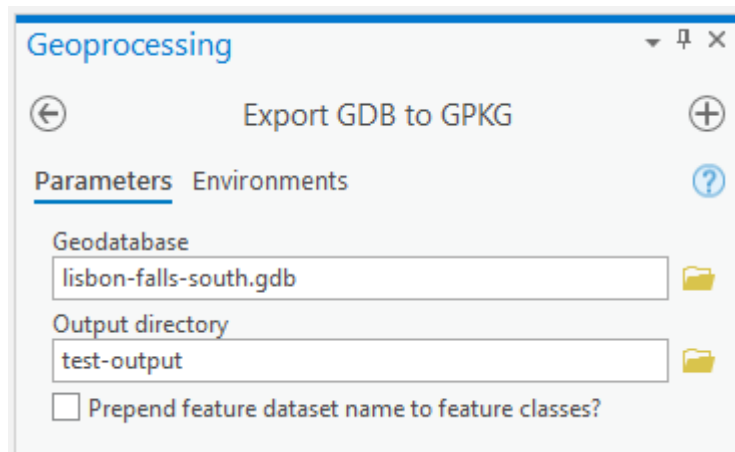 Geoprocessing
Export GDB to GPKG
Parameters Environments
Geodatabase
lisbon-falls-south.gdb
Output directory
test-output
Prepend feature dataset name to feature classes?